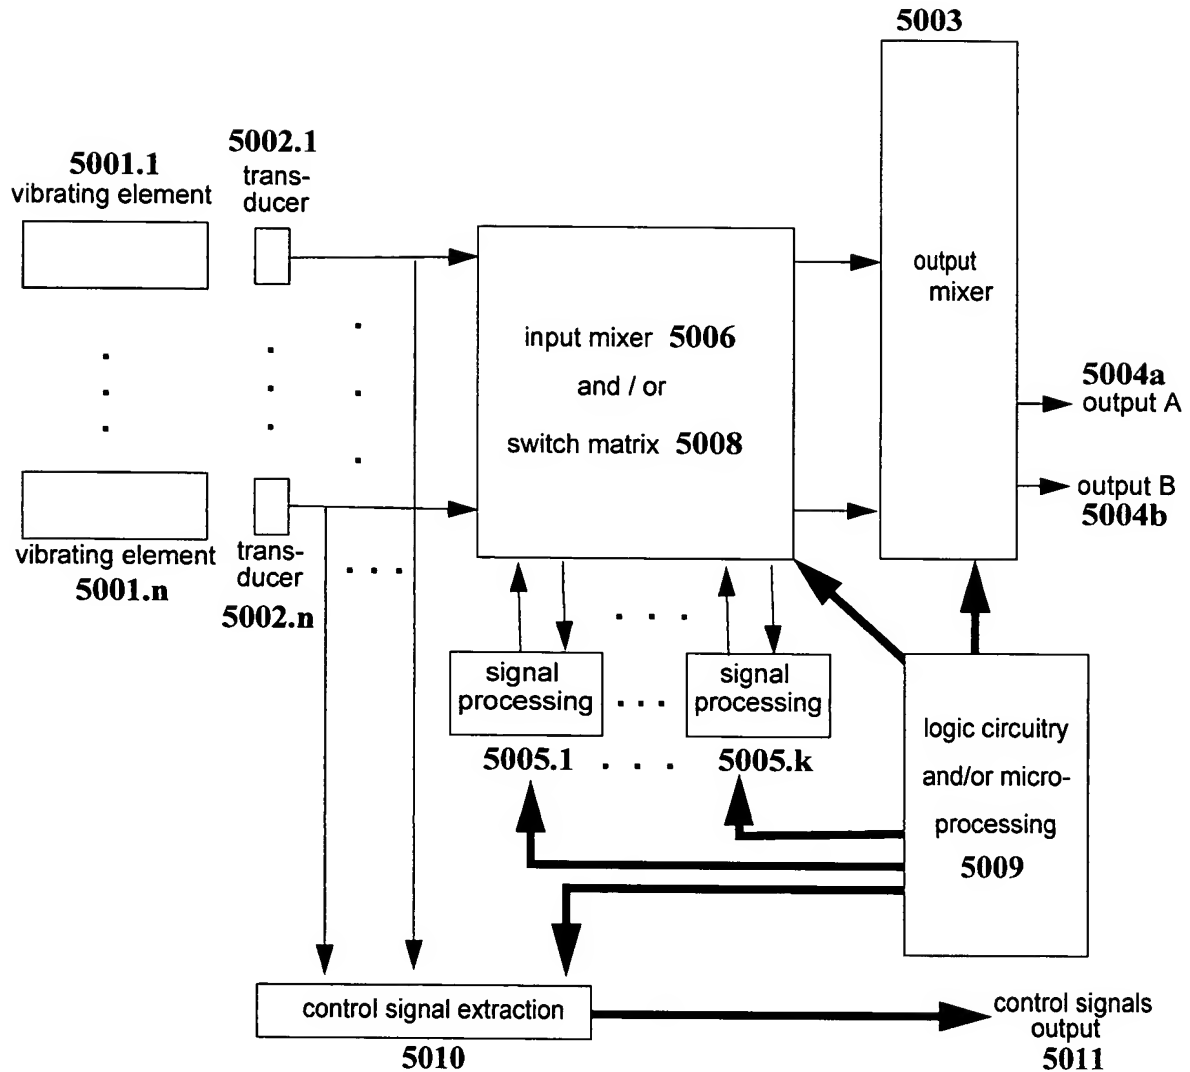 5003
5001.1
vibrating element
5002.1
trans-
ducer
output
mixer
input mixer 5006
and / or
switch matrix 5008
5004a
output A
output B
5004b
vibrating element
5001.n
trans-
ducer
5002.n
signal
processing
5005.1
signal
processing
5005.k
logic circuitry
and/or micro-
processing
5009
control signal extraction
5010
control signals
output
5011